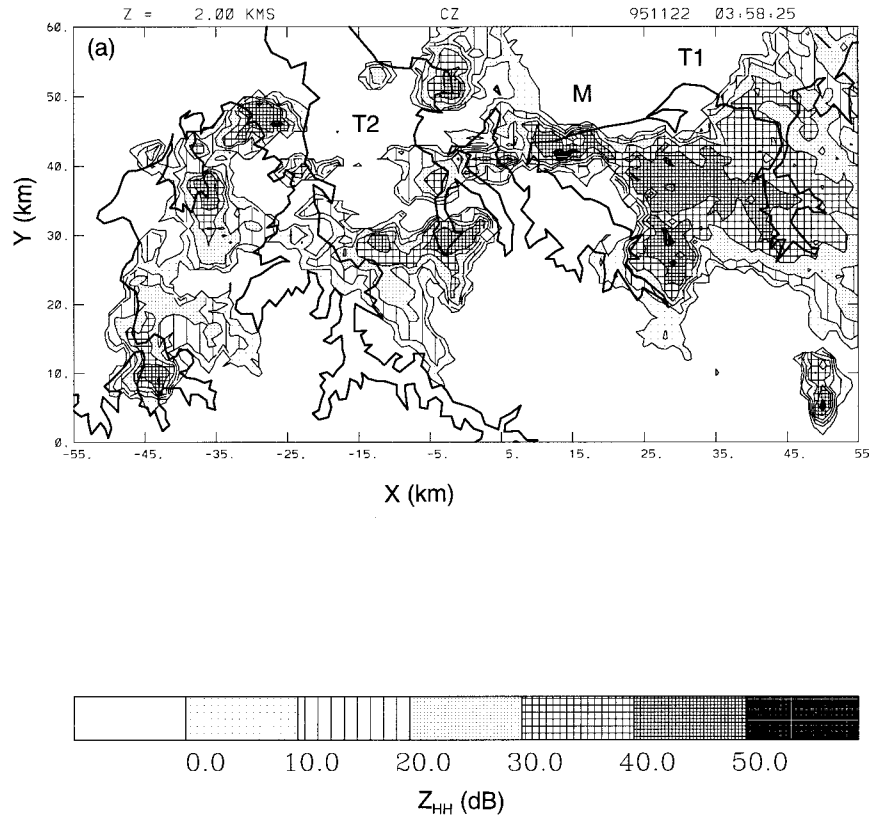 Z = 2.00 KMS CZ 951122 03:58:25
60.
(a)
T1
M
50.
T2
40.
Y (km)
30.
20.
10.
0.
-55. -45. -35. -25. -15. -5. 5. 15. 25. 35. 45. 55
X (km)
0.0 10.0 20.0 30.0 40.0 50.0
Z_HH (dB)